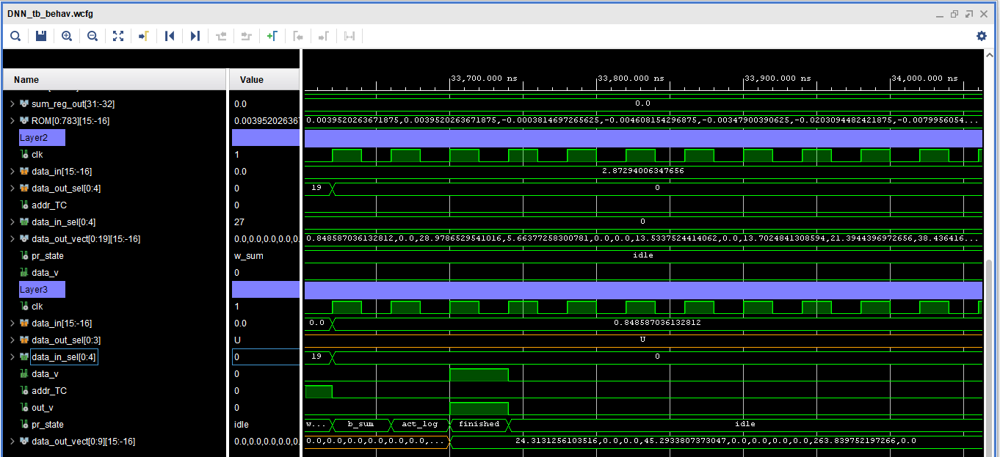 DNN_tb_behav.wcfg
Name Value
33,700.000 ns 33,800.000 ns 33,900.000 ns 34,000.000 ns
sum_reg_out[31:-32] 0.0 0.0
ROM[0:783][15:-16] 0.00395202636 0.0039520263671875,0.0039520263671875,-0.0003814697265625,-0.004608154296875,-0.00347900390625,-0.0203094482421875,-0.0079956054...
Layer2
clk 1
data_in[15:-16] 0.0 2.87294006347656
data_out_sel[0:4] 0 19 0
addr_TC 0
data_in_sel[0:4] 27 0
data_out_vect[0:19][15:-16] 0.0,0.0,0.0,0.0,0. 0.848587036132812,0.0,28.9786529541016,5.66377258300781,0.0,0.0,13.5337524414062,0.0,13.7024841308594,21.3944396972656,38.436416...
pr_state w_sum idle
data_v 0
Layer3
clk 1
data_in[15:-16] 0.0 0.0 0.848587036132812
data_out_sel[0:3] U U
data_in_sel[0:4] 0 19 0
data_v 0
addr_TC 0
out_v 0
pr_state idle w... b_sum act_log finished idle
data_out_vect[0:9][15:-16] 0.0,0.0,0.0,0.0,0. 0.0,0.0,0.0,0.0,0.0,0.0,... 24.3131256103516,0.0,0.0,45.2933807373047,0.0,0.0,0.0,0.0,263.839752197266,0.0